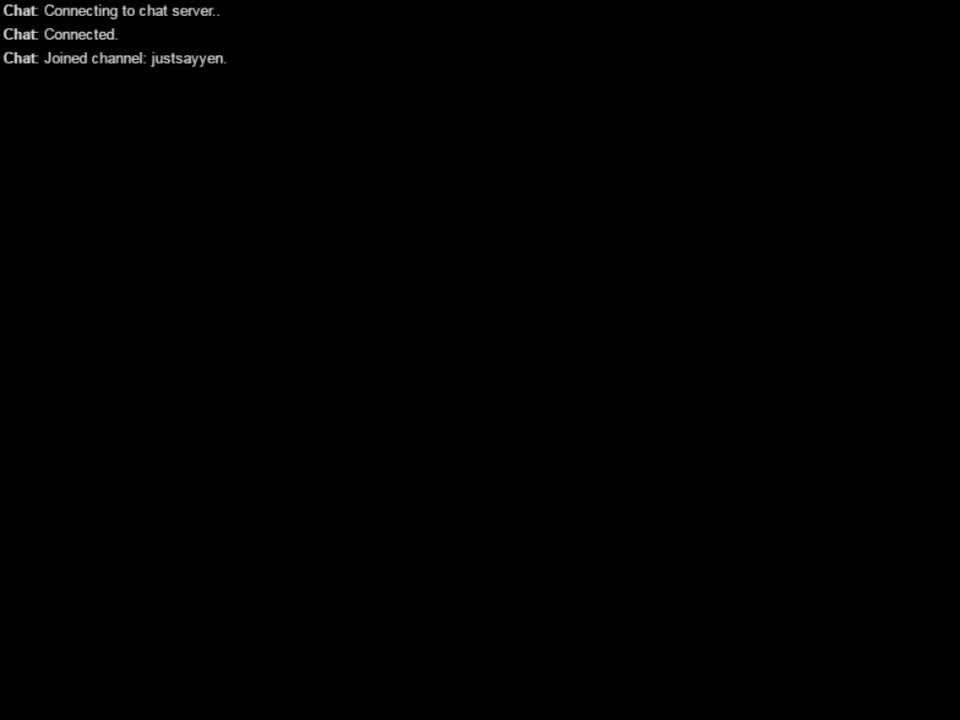 Chat: Connecting to chat server..
Chat: Connected.
Chat: Joined channel: justsayyen.